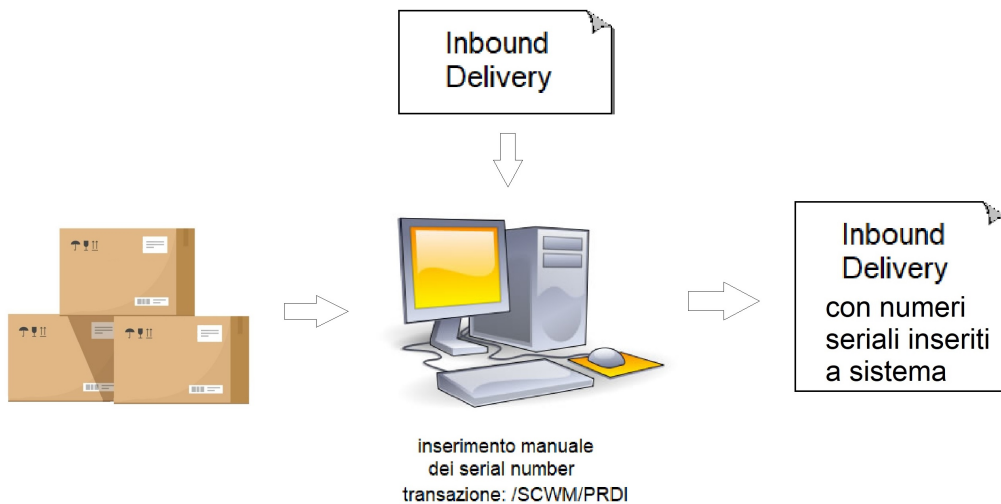 Inbound
Delivery
Inbound
Delivery
con numeri
seriali inseriti
a sistema
inserimento manuale
dei serial number
transazione: /SCWM/PRDI